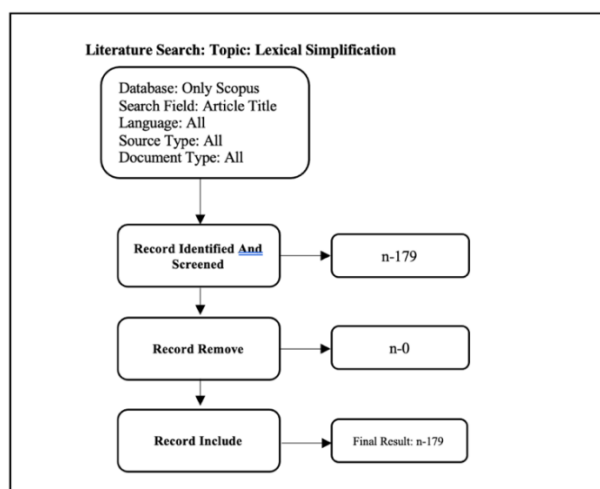 Literature Search: Topic: Lexical Simplification
Database: Only Scopus
Search Field: Article Title
Language: All
Source Type: All
Document Type: All
Record Identified And
Screened
n-179
Record Remove
n-0
Record Include
Final Result: n-179